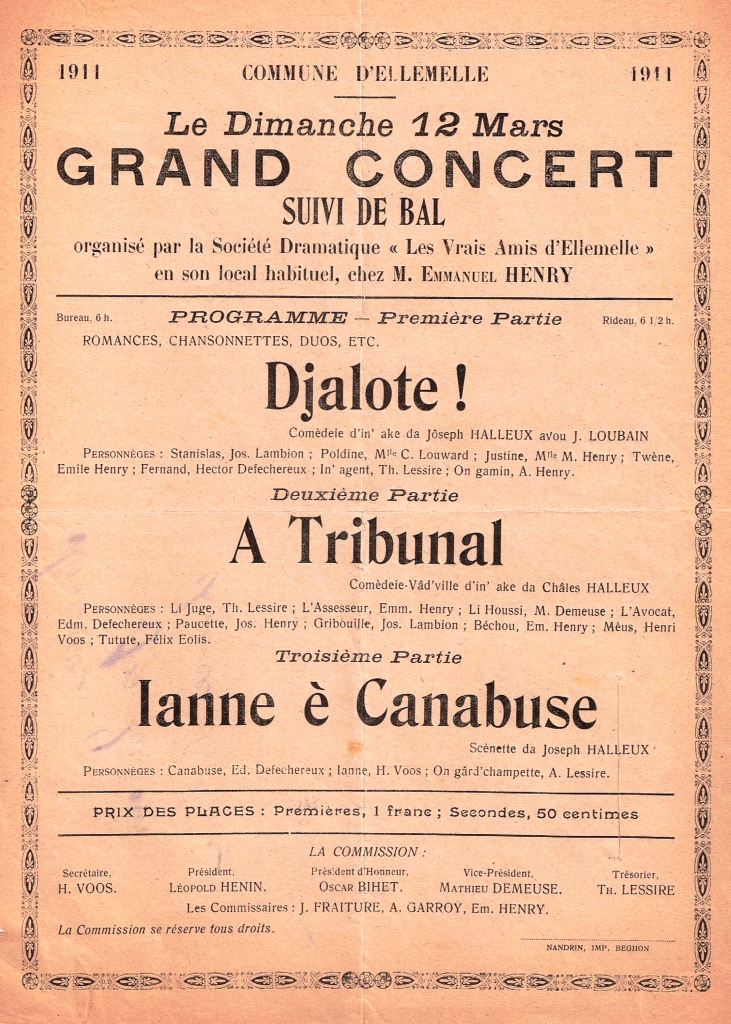 1911 COMMUNE D'ELLEMELLE 1911
Le Dimanche 12 Mars
GRAND CONCERT
SUIVI DE BAL
organisé par la Société Dramatique « Les Vrais Amis d'Ellemelle »
en son local habituel, chez M. EMMANUEL HENRY
Bureau, 6 h. PROGRAMME — Première Partie Rideau, 6 1/2 h.
ROMANCES, CHANSONNETTES, DUOS, ETC.
Djalote !
Comèdeie d'in' ake da Jôseph HALLEUX avou J. LOUBAIN
PERSONNÈGES : Stanislas, Jos. Lambion ; Poldine, Mlle C. Louward ; Justine, Mlle M. Henry ; Twène,
Emile Henry ; Fernand, Hector Defechereux ; In' agent, Th. Lessire ; On gamin, A. Henry.
Deuxième Partie
A Tribunal
Comèdeie-Vâd'ville d'in' ake da Châles HALLEUX
PERSONNÈGES : Li Juge, Th. Lessire ; L'Assesseur, Emm. Henry ; Li Houssi, M. Demeuse ; L'Avocat,
Edm. Defechereux ; Paucette, Jos. Henry ; Gribouille, Jos. Lambion ; Béchou, Em. Henry ; Mèus, Henri
Voos ; Tutute, Félix Eolis.
Troisième Partie
Ianne è Canabuse
Scènette da Joseph HALLEUX
PERSONNÈGES : Canabuse, Ed. Defechereux ; Ianne, H. Voos ; On gârd'champette, A. Lessire.
PRIX DES PLACES : Premières, 1 franc ; Secondes, 50 centimes
LA COMMISSION :
Secrétaire, Président, Président d'Honneur, Vice-Président, Trésorier,
H. VOOS. LÉOPOLD HENIN. OSCAR BIHET. MATHIEU DEMEUSE. TH. LESSIRE
Les Commissaires : J. FRAITURE, A. GARROY, Em. HENRY.
La Commission se réserve tous droits.
NANDRIN, IMP. BEGHON